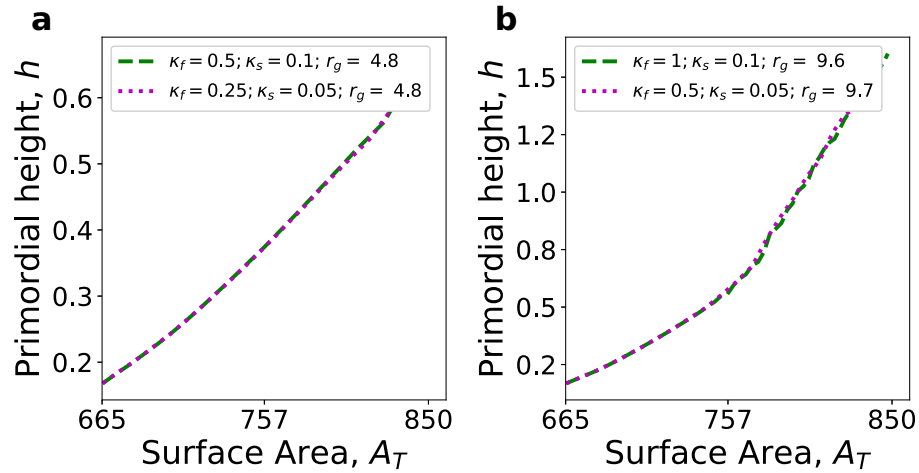 a
κf = 0.5; κs = 0.1; rg = 4.8
κf = 0.25; κs = 0.05; rg = 4.8
Primordial height, h
0.6
0.5
0.4
0.3
0.2
665
757
850
Surface Area, AT
b
κf = 1; κs = 0.1; rg = 9.6
κf = 0.5; κs = 0.05; rg = 9.7
Primordial height, h
1.5
1.2
1.0
0.8
0.5
0.2
665
757
850
Surface Area, AT